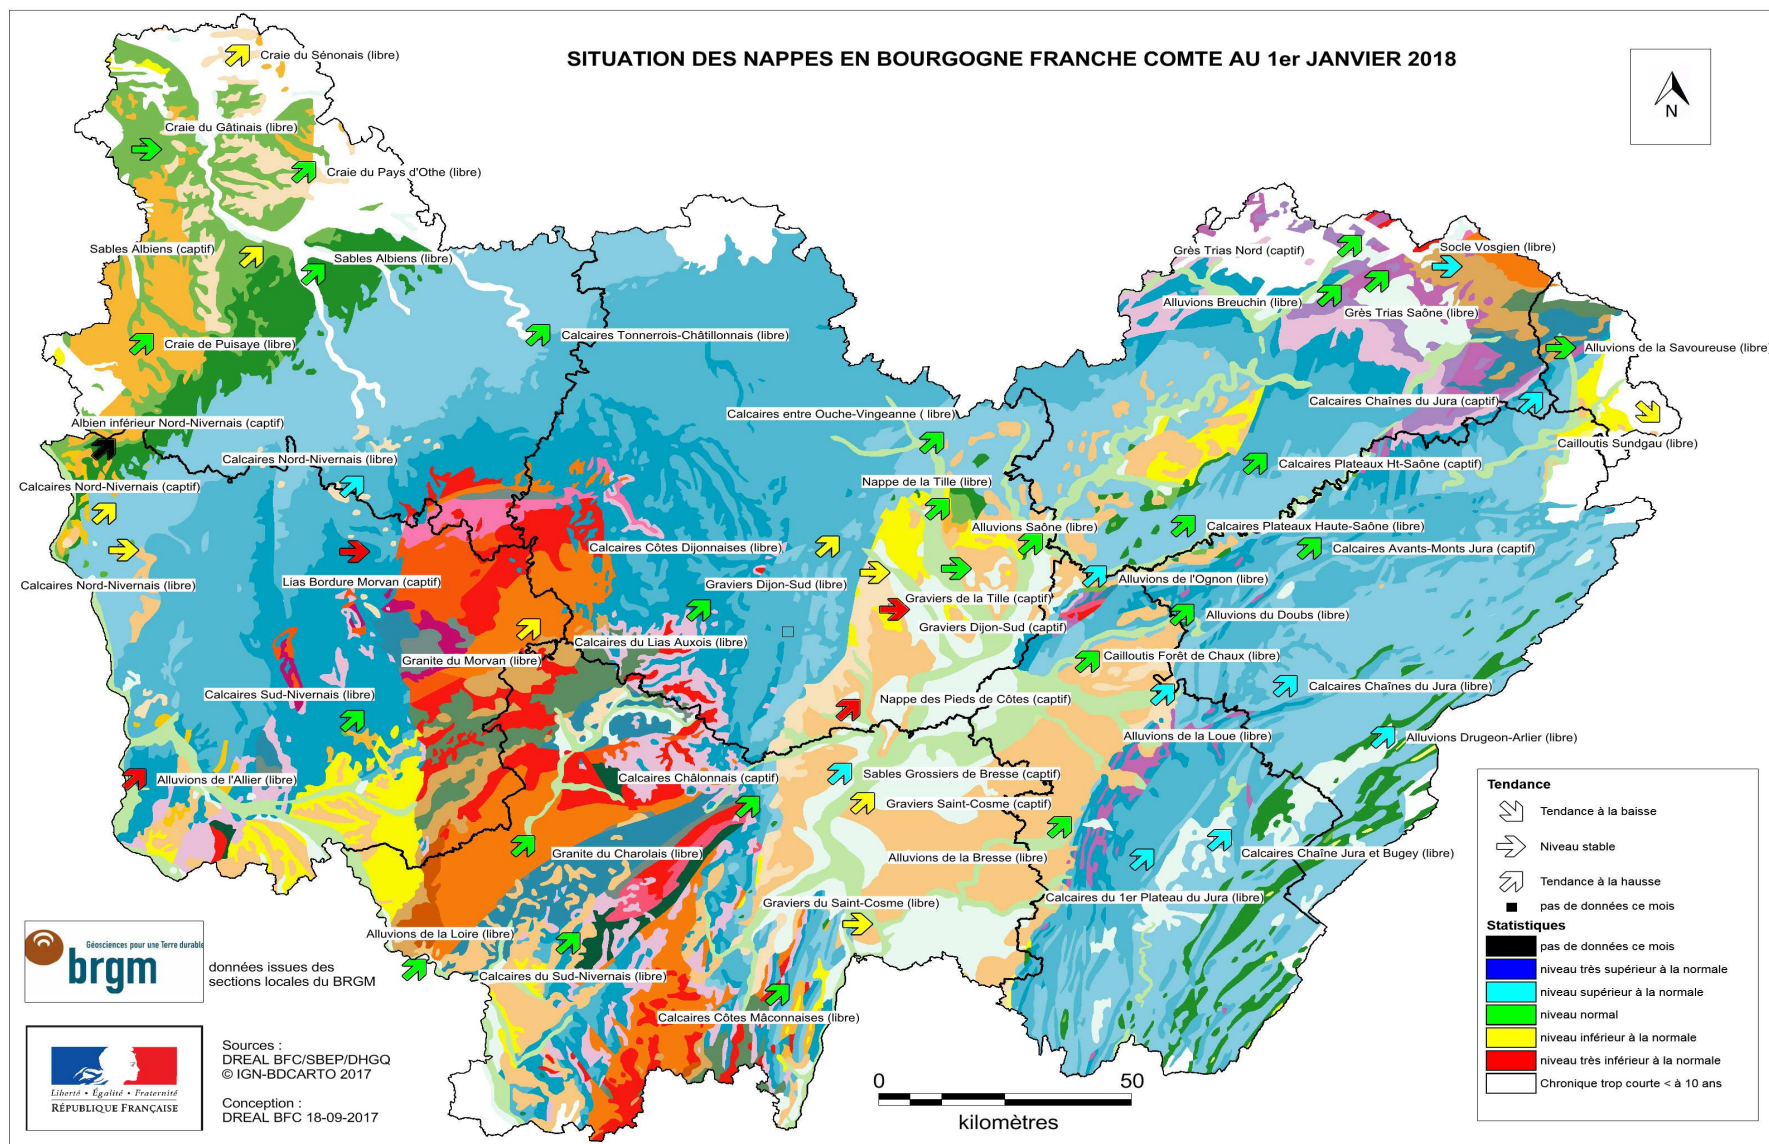 SITUATION DES NAPPES EN BOURGOGNE FRANCHE COMTE AU 1er JANVIER 2018
N
Craie du Sénonais (libre)
Craie du Gâtinais (libre)
Craie du Pays d'Othe (libre)
Sables Albiens (captif)
Sables Albiens (libre)
Craie de Puisaye (libre)
Calcaires Tonnerrois-Châtillonnais (libre)
Grès Trias Nord (captif)
Socle Vosgien (libre)
Alluvions Breuchin (libre)
Grès Trias Saône (libre)
Alluvions de la Savoureuse (libre)
Calcaires Chaînes du Jura (captif)
Cailloutis Sundgau (libre)
Albien inférieur Nord-Nivernais (captif)
Calcaires entre Ouche-Vingeanne ( libre)
Calcaires Nord-Nivernais (libre)
Calcaires Plateaux Ht-Saône (captif)
Calcaires Nord-Nivernais (captif)
Nappe de la Tille (libre)
Alluvions Saône (libre)
Calcaires Plateaux Haute-Saône (libre)
Calcaires Côtes Dijonnaises (libre)
Calcaires Avants-Monts Jura (captif)
Calcaires Nord-Nivernais (libre)
Lias Bordure Morvan (captif)
Graviers Dijon-Sud (libre)
Alluvions de l'Ognon (libre)
Graviers de la Tille (captif)
Graviers Dijon-Sud (captif)
Alluvions du Doubs (libre)
Calcaires du Lias Auxois (libre)
Granite du Morvan (libre)
Cailloutis Forêt de Chaux (libre)
Calcaires Sud-Nivernais (libre)
Nappe des Pieds de Côtes (captif)
Calcaires Chaînes du Jura (libre)
Alluvions de la Loue (libre)
Alluvions Drugeon-Arlier (libre)
Alluvions de l'Allier (libre)
Calcaires Châlonnais (captif)
Sables Grossiers de Bresse (captif)
Graviers Saint-Cosme (captif)
Granite du Charolais (libre)
Alluvions de la Bresse (libre)
Calcaires Chaîne Jura et Bugey (libre)
Calcaires du 1er Plateau du Jura (libre)
Graviers du Saint-Cosme (libre)
Alluvions de la Loire (libre)
Calcaires du Sud-Nivernais (libre)
Calcaires Côtes Mâconnaises (libre)
Tendance
Tendance à la baisse
Niveau stable
Tendance à la hausse
pas de données ce mois
Statistiques
pas de données ce mois
niveau très supérieur à la normale
niveau supérieur à la normale
niveau normal
niveau inférieur à la normale
niveau très inférieur à la normale
Chronique trop courte < à 10 ans
Géosciences pour une Terre durable
brgm
données issues des
sections locales du BRGM
Liberté • Égalité • Fraternité
RÉPUBLIQUE FRANÇAISE
Sources :
DREAL BFC/SBEP/DHGQ
© IGN-BDCARTO 2017
Conception :
DREAL BFC 18-09-2017
0 50
kilomètres